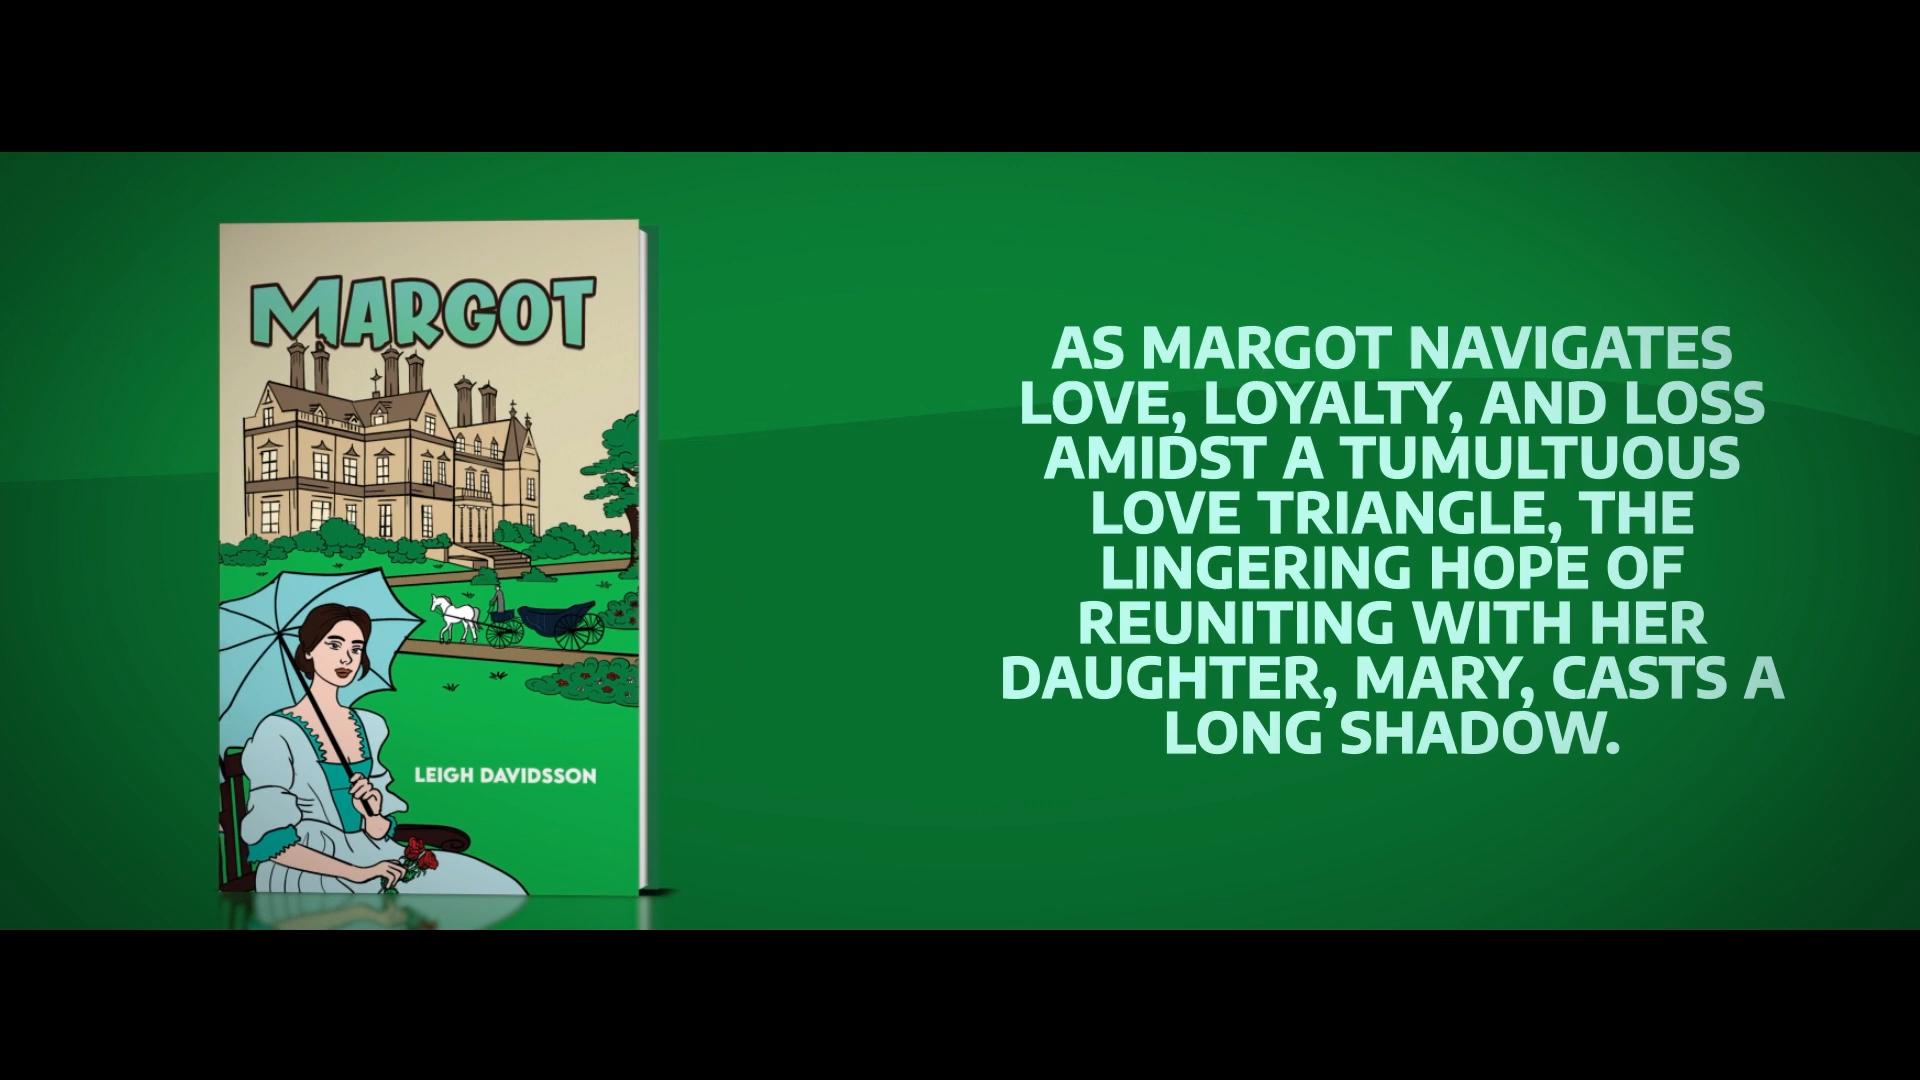 MARGOT
LEIGH DAVIDSSON
AS MARGOT NAVIGATES
LOVE, LOYALTY, AND LOSS
AMIDST A TUMULTUOUS
LOVE TRIANGLE, THE
LINGERING HOPE OF
REUNITING WITH HER
DAUGHTER, MARY, CASTS A
LONG SHADOW.